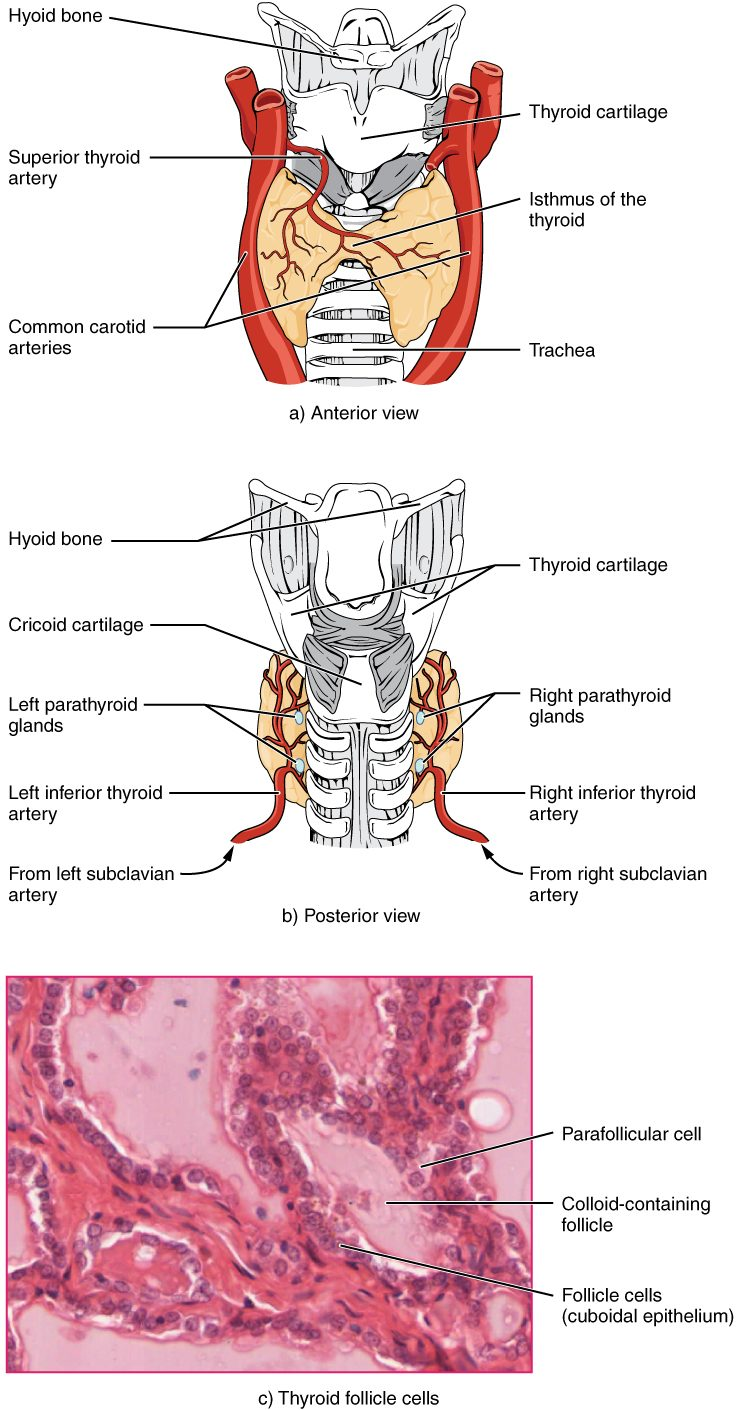 Hyoid bone
Thyroid cartilage
Superior thyroid
artery
Isthmus of the
thyroid
Common carotid
arteries
Trachea
a) Anterior view
Hyoid bone
Thyroid cartilage
Cricoid cartilage
Left parathyroid
glands
Right parathyroid
glands
Left inferior thyroid
artery
Right inferior thyroid
artery
From left subclavian
artery
From right subclavian
artery
b) Posterior view
Parafollicular cell
Colloid-containing
follicle
Follicle cells
(cuboidal epithelium)
c) Thyroid follicle cells